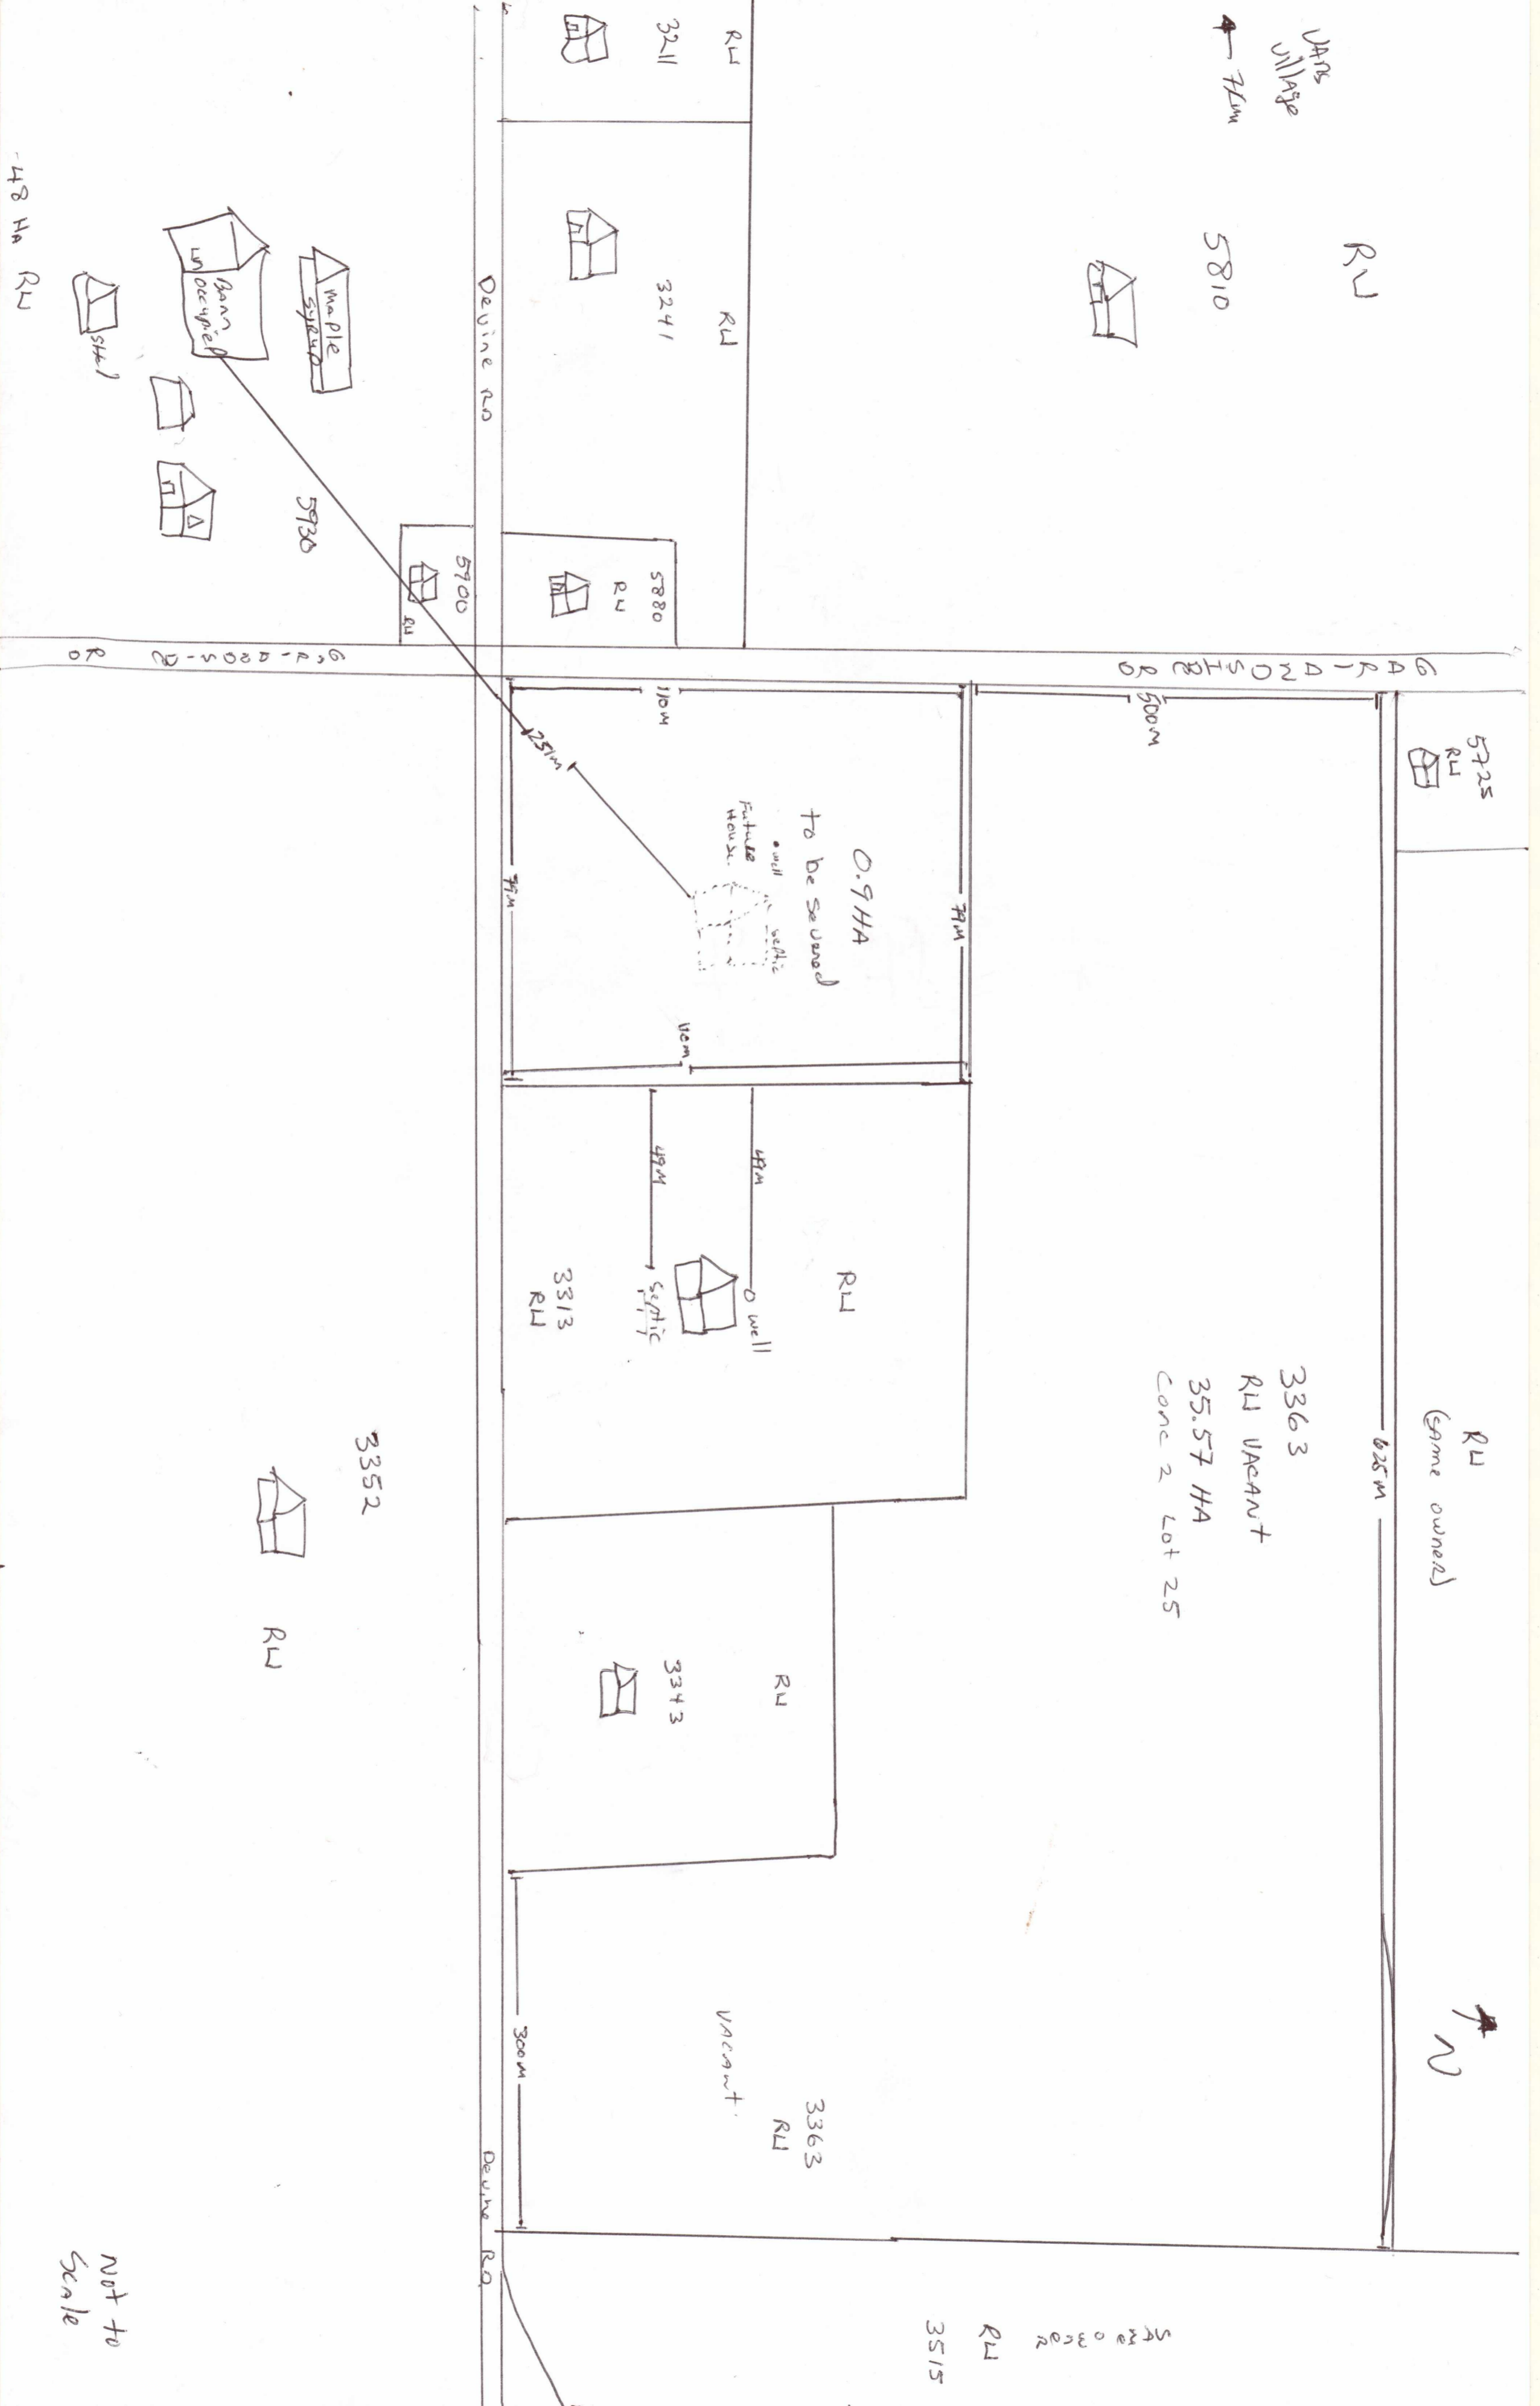 VARS
village
7km
RU
5810
RU
3211
RU
3241
RU
5880
Devine RD
5900
RU
5930
maple
syrup
Barn
occupied
shed
48 HA RU
GARLANDSIDE RD
RD
5725
RU
500m
110m
79m
79m
110m
251m
0.9 HA
to be severed
well
septic
Future
House
49m
49m
well
septic
RU
3313
RU
3363
RU VACANT
35.57 HA
Conc 2 Lot 25
625m
RU
(SAME owner)
N
3352
RU
RU
3343
VACANT
3363
RU
300m
Devine RD
SAME owner
RU
3515
Not to
Scale